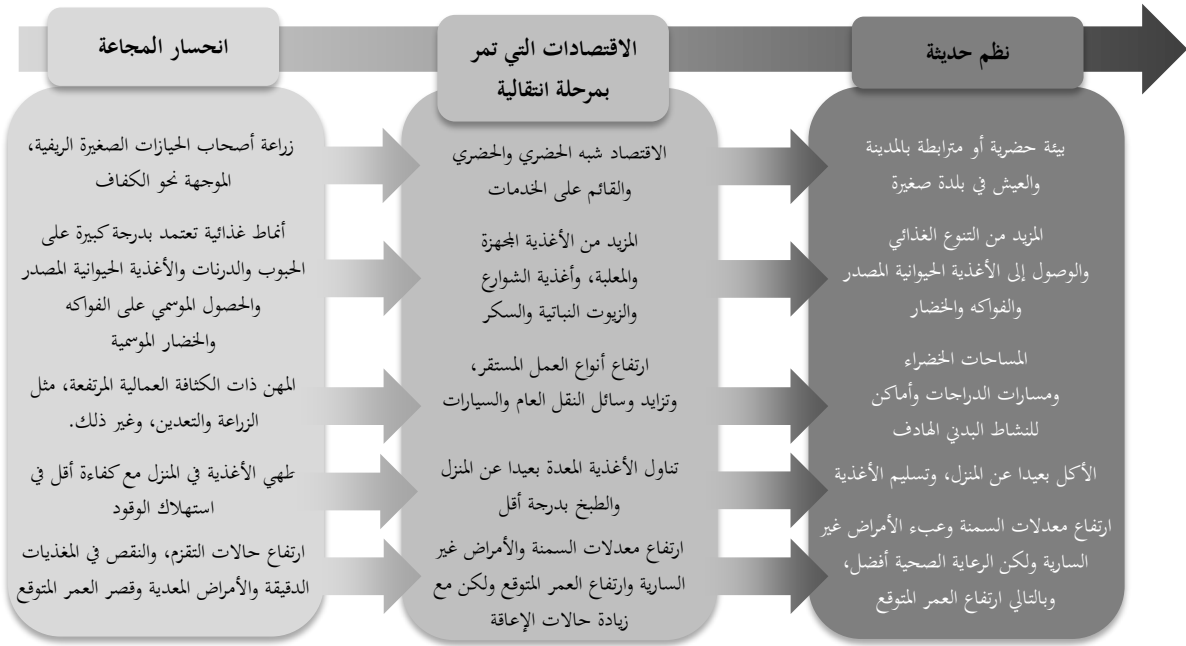 انحسار المجاعة
زراعة أصحاب الحيازات الصغيرة الريفية،
الموجهة نحو الكفاف
أنماط غذائية تعتمد بدرجة كبيرة على
الحبوب والدرنات والأغذية الحيوانية المصدر
والحصول الموسمي على الفواكه
والخضار الموسمية
المهن ذات الكثافة العمالية المرتفعة، مثل
الزراعة والتعدين، وغير ذلك.
طهي الأغذية في المنزل مع كفاءة أقل في
استهلاك الوقود
ارتفاع حالات التقزم، والنقص في المغذيات
الدقيقة والأمراض المعدية وقصر العمر المتوقع
الاقتصادات التي تمر
بمرحلة انتقالية
الاقتصاد شبه الحضري والحضري
والقائم على الخدمات
المزيد من الأغذية المجهزة
والمعلبة، وأغذية الشوارع
والزيوت النباتية والسكر
ارتفاع أنواع العمل المستقر،
وتزايد وسائل النقل العام والسيارات
تناول الأغذية المعدة بعيدا عن المنزل
والطبخ بدرجة أقل
ارتفاع معدلات السمنة والأمراض غير
السارية وارتفاع العمر المتوقع ولكن مع
زيادة حالات الإعاقة
نظم حديثة
بيئة حضرية أو مترابطة بالمدينة
والعيش في بلدة صغيرة
المزيد من التنوع الغذائي
والوصول إلى الأغذية الحيوانية المصدر
والفواكه والخضار
المساحات الخضراء
ومسارات الدراجات وأماكن
للنشاط البدني الهادف
الأكل بعيدا عن المنزل، وتسليم الأغذية
ارتفاع معدلات السمنة وعبء الأمراض غير
السارية ولكن الرعاية الصحية أفضل،
وبالتالي ارتفاع العمر المتوقع